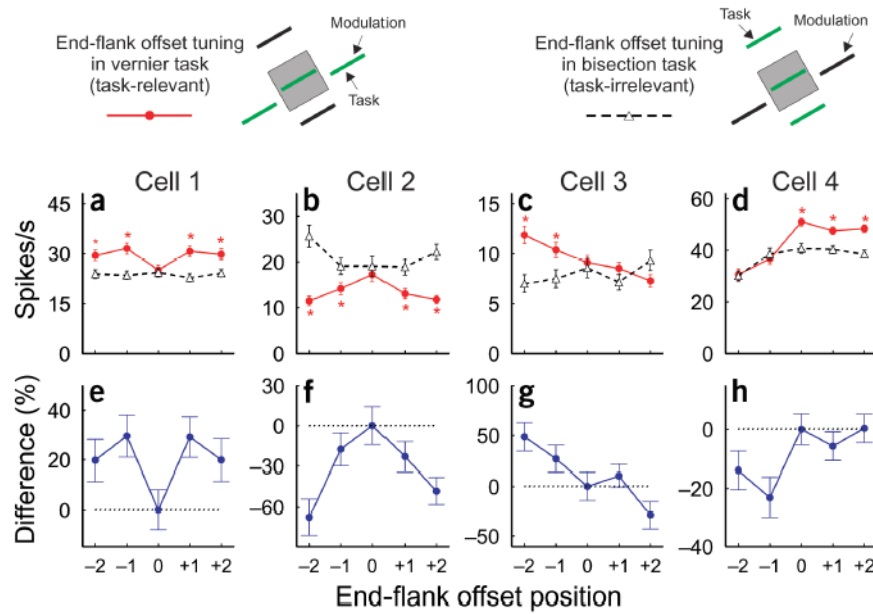 End-flank offset tuning
in vernier task
(task-relevant)
Modulation
Task
End-flank offset tuning
in bisection task
(task-irrelevant)
Task
Modulation
Cell 1
Cell 2
Cell 3
Cell 4
a
b
c
d
Spikes/s
45
30
15
0
30
20
10
0
15
10
5
0
60
40
20
0
* * * *
* * * *
* *
* * *
e
f
g
h
Difference (%)
40
20
0
30
0
–30
–60
100
50
0
–50
0
–20
–40
–2 –1 0 +1 +2
–2 –1 0 +1 +2
–2 –1 0 +1 +2
–2 –1 0 +1 +2
End-flank offset position